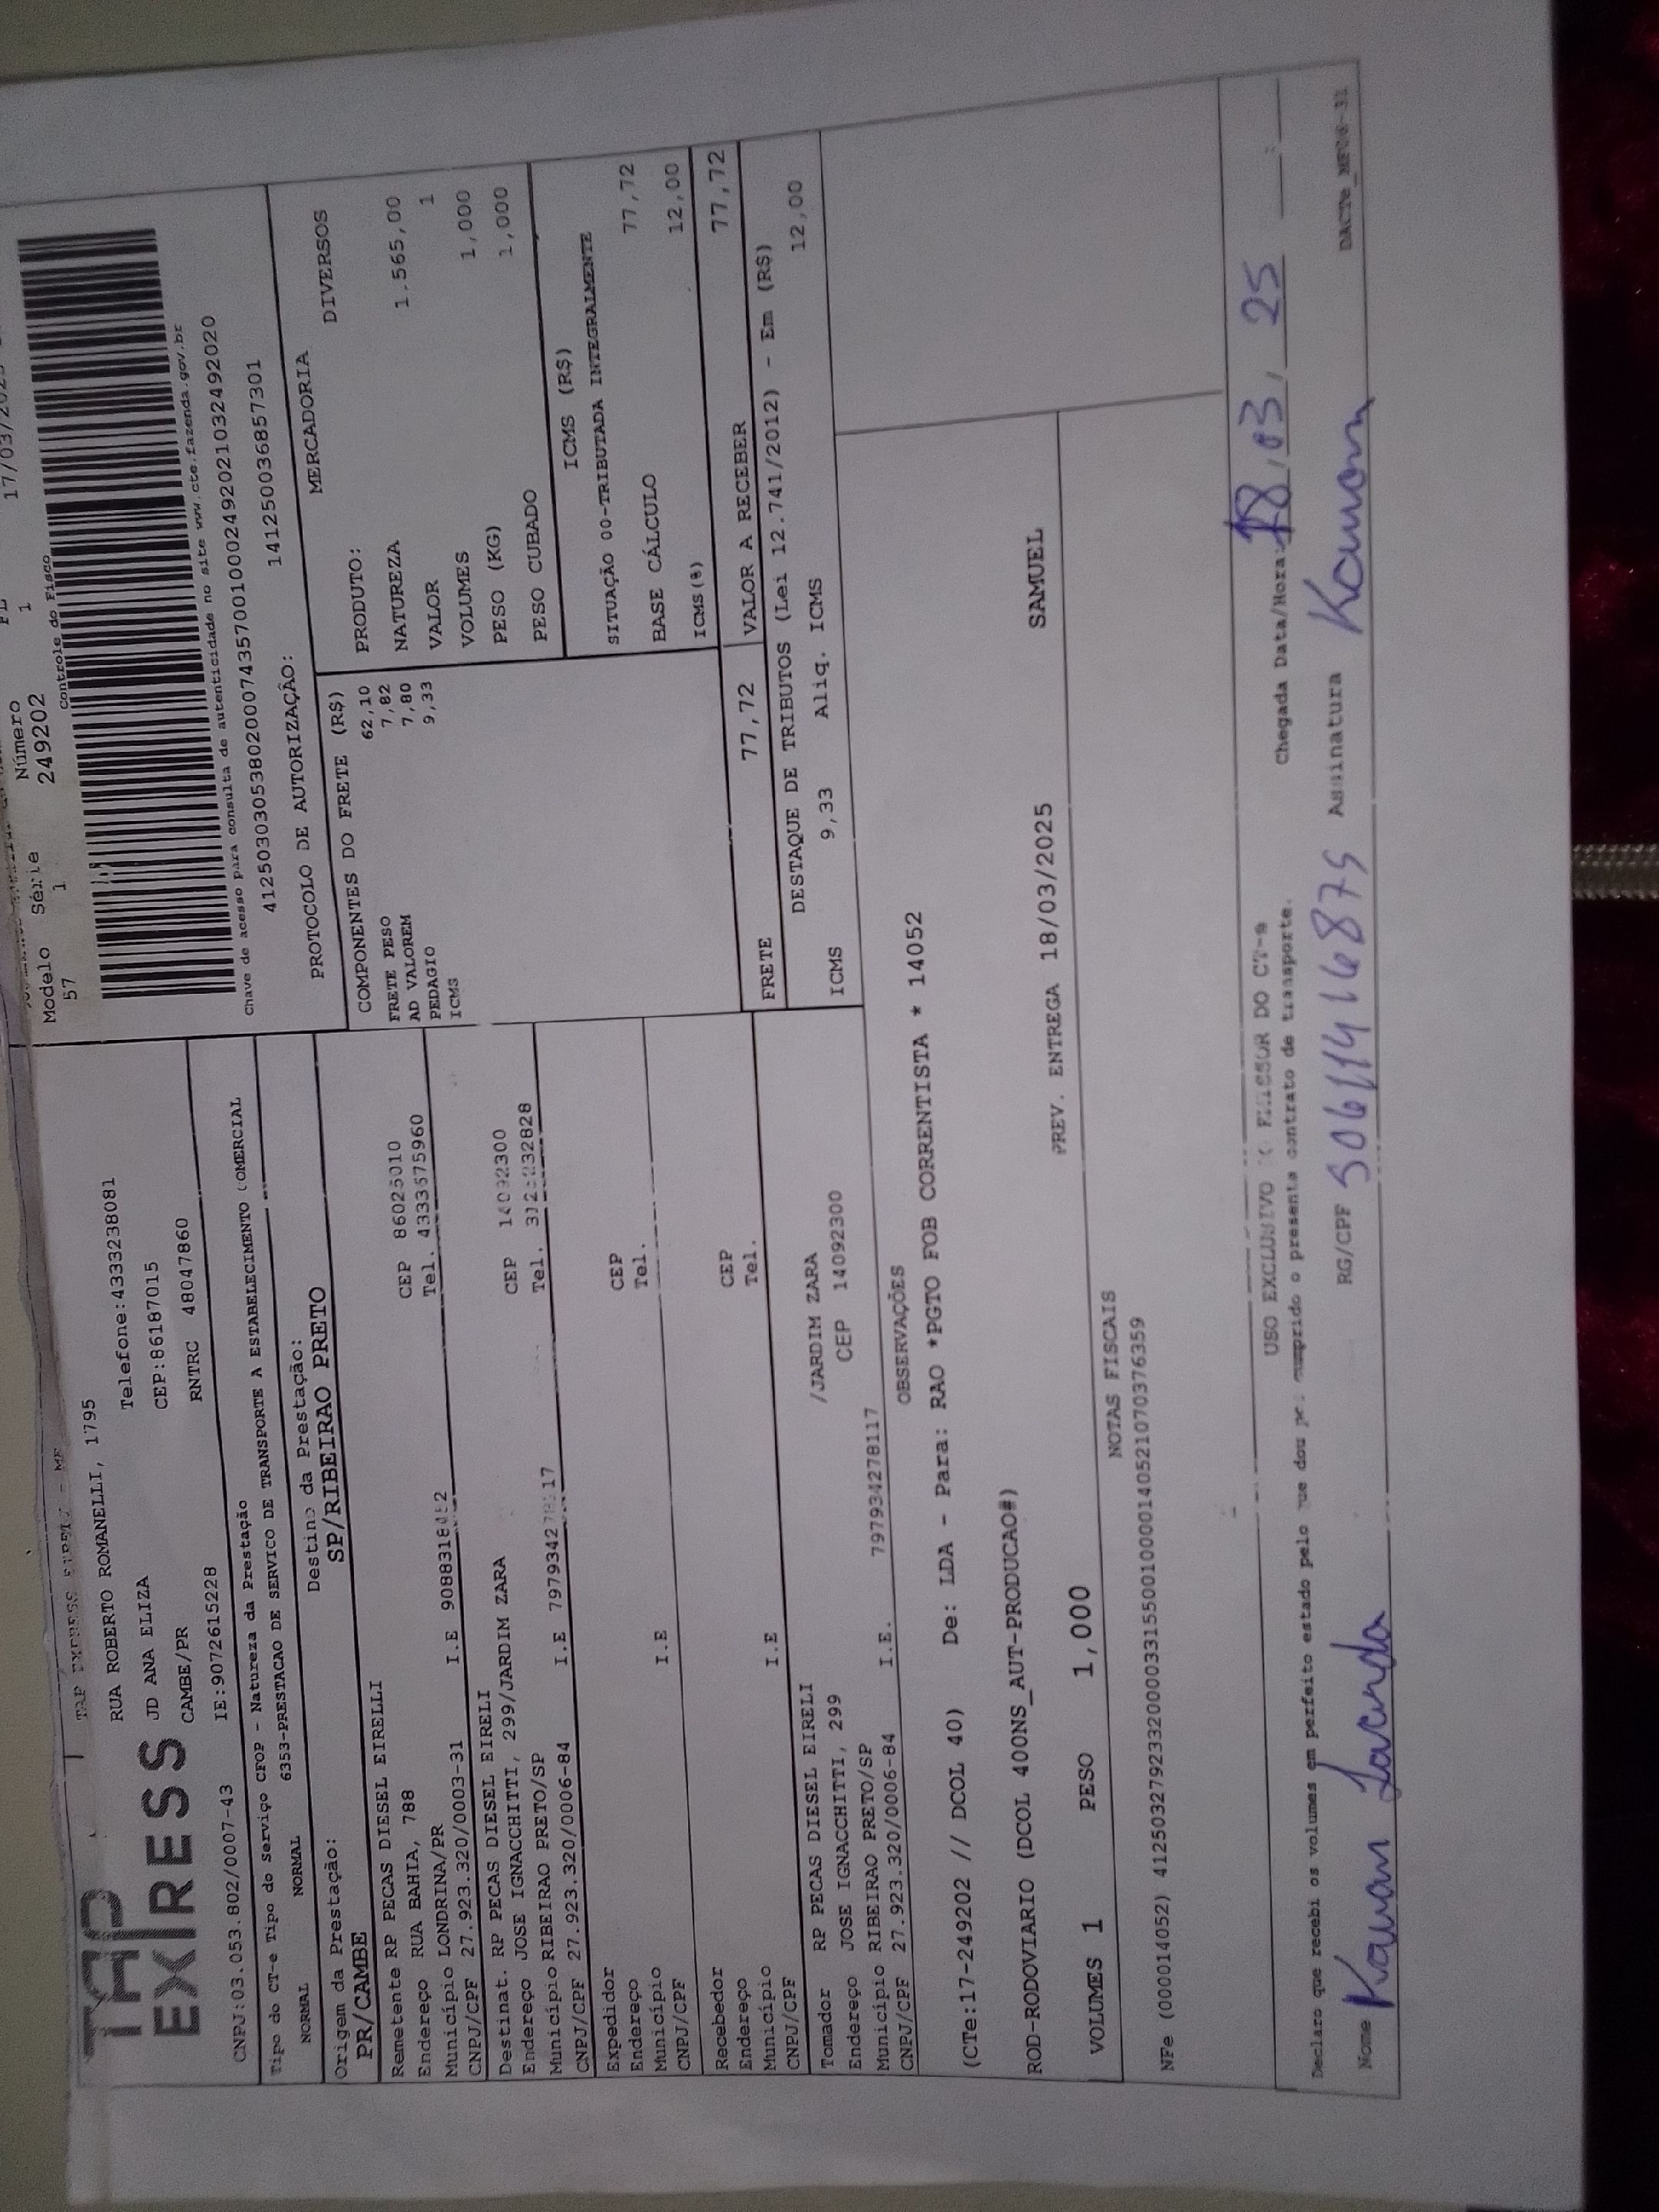 TAP
EXPRESS
RUA ROBERTO ROMANELLI, 1795
Telefone:4333238081
JD ANA ELIZA CEP:86187015
CAMBE/PR RNTRC 48047860
CNPJ:03.053.802/0007-43 IE:9072615228
Modelo Série Número FL
57 1 249202 1
Controle do Fisco
Chave de acesso para consulta de autenticidade no site www.cte.fazenda.gov.br
41250303053802000743570010002492020210324920 20
PROTOCOLO DE AUTORIZAÇÃO: 141250036857301
Tipo do CT-e Tipo do Serviço CFOP - Natureza da Prestação
NORMAL NORMAL 6353-PRESTACAO DE SERVICO DE TRANSPORTE A ESTABELECIMENTO COMERCIAL
Origem da Prestação: Destino da Prestação:
PR/CAMBE SP/RIBEIRAO PRETO
Remetente RP PECAS DIESEL EIRELLI
Endereço RUA BAHIA, 788 CEP 86025010
Município LONDRINA/PR Tel. 4333575960
CNPJ/CPF 27.923.320/0003-31 I.E
Destinat. RP PECAS DIESEL EIRELI
Endereço JOSE IGNACCHITTI, 299/JARDIM ZARA CEP 14092300
Município RIBEIRAO PRETO/SP Tel.
CNPJ/CPF 27.923.320/0006-84 I.E
Expedidor
Endereço CEP
Município Tel.
CNPJ/CPF I.E
Recebedor
Endereço CEP
Município Tel.
CNPJ/CPF I.E
Tomador RP PECAS DIESEL EIRELI
Endereço JOSE IGNACCHITTI, 299 /JARDIM ZARA
Município RIBEIRAO PRETO/SP CEP 14092300
CNPJ/CPF 27.923.320/0006-84 I.E. 797934278117
COMPONENTES DO FRETE (R$)
FRETE PESO 62,10
AD VALOREM 7,82
PEDAGIO 7,80
ICMS 9,33
MERCADORIA
PRODUTO: DIVERSOS
NATUREZA
VALOR 1.565,00
VOLUMES 1
PESO (KG) 1,000
PESO CUBADO 1,000
ICMS (R$)
SITUAÇÃO 00-TRIBUTADA INTEGRALMENTE
BASE CÁLCULO 77,72
ICMS(%) 12,00
FRETE 77,72 VALOR A RECEBER 77,72
DESTAQUE DE TRIBUTOS (Lei 12.741/2012) - Em (R$)
ICMS 9,33 Aliq. ICMS 12,00
OBSERVAÇÕES
(CTe:17-249202 // DCOL 40) De: LDA - Para: RAO *PGTO FOB CORRENTISTA * 14052
ROD-RODOVIARIO (DCOL 400NS_AUT-PRODUCAO#) PREV. ENTREGA 18/03/2025 SAMUEL
VOLUMES 1 PESO 1,000
NOTAS FISCAIS
NFe (000014052) 41250327923320000331550010000140521070376359
USO EXCLUSIVO DO EMISSOR DO CT-e
Declaro que recebi os volumes em perfeito estado pelo que dou por cumprido o presente contrato de transporte. Chegada Data/Hora: 18/03/25
Nome Kauan Lacerda RG/CPF 50611416875 Assinatura Kauan